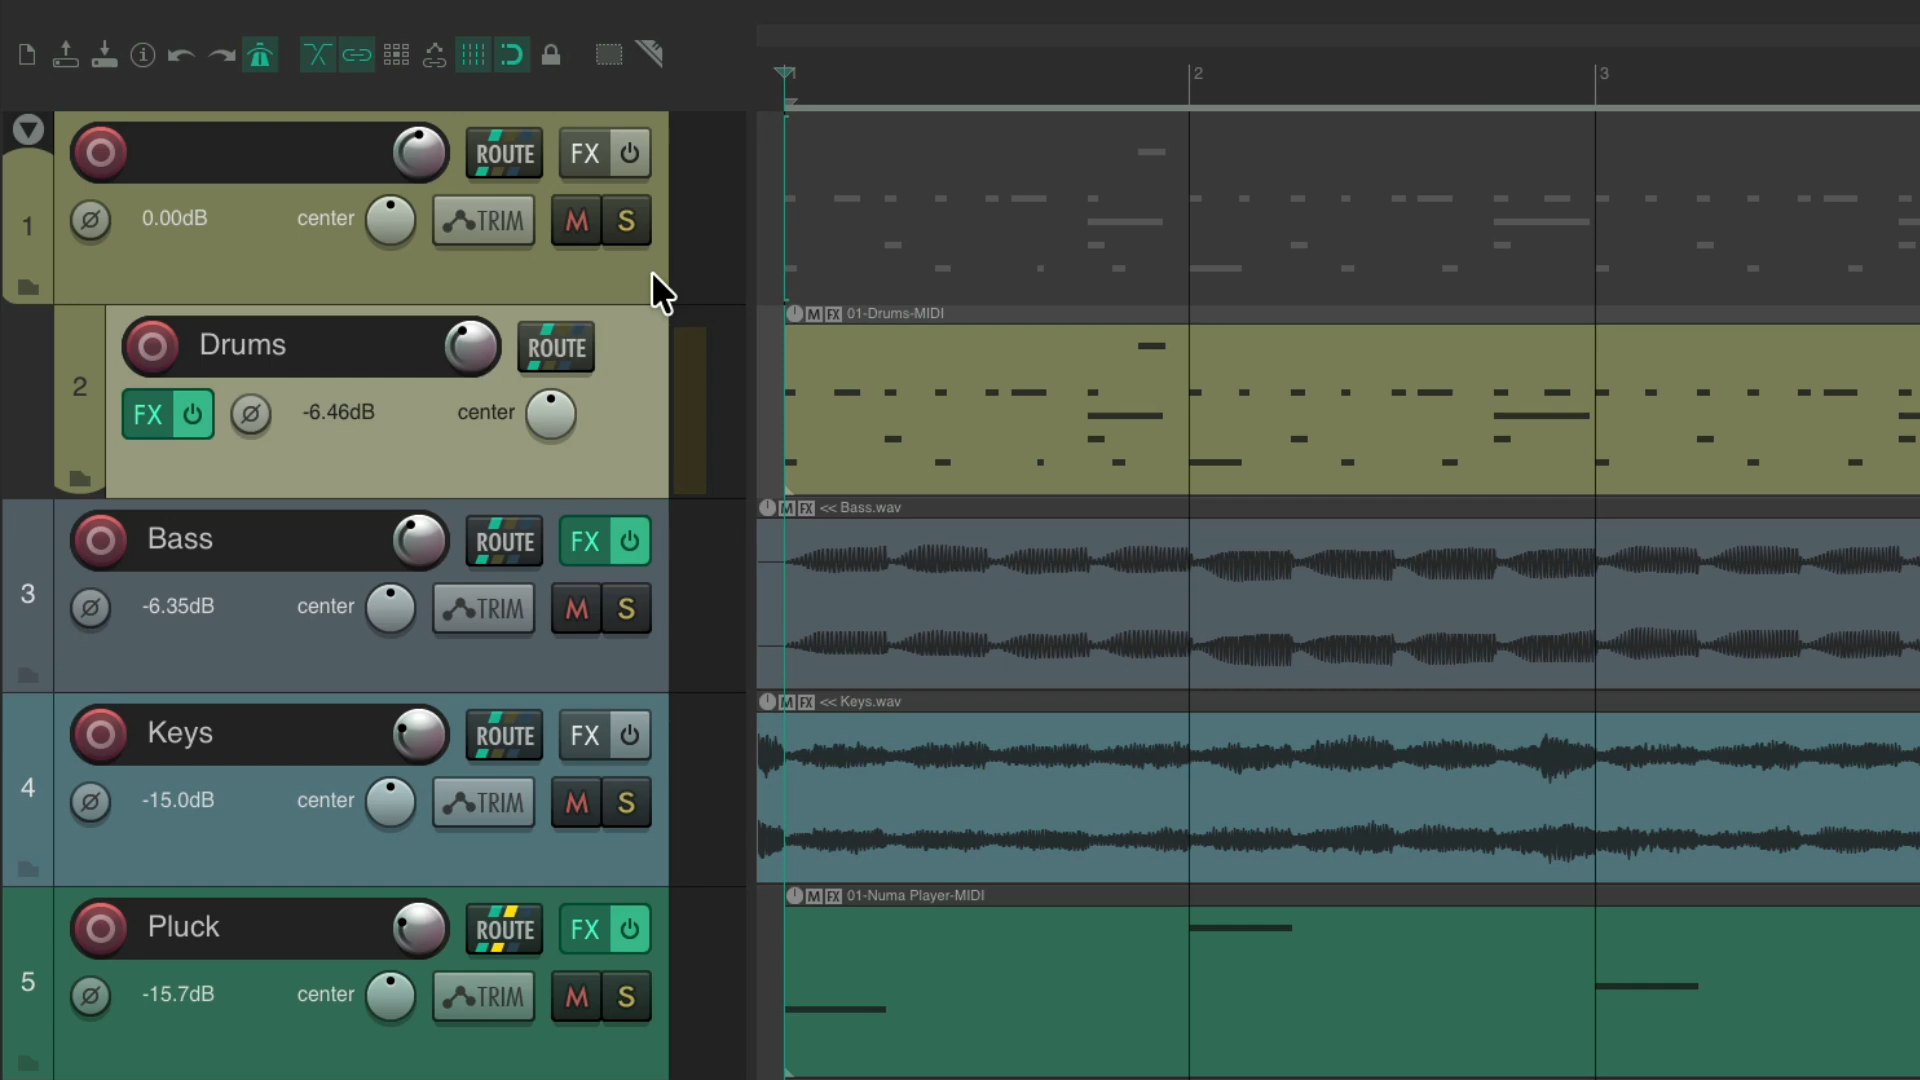 1 2 3
ROUTE FX
1 0.00dB center TRIM M S
M FX 01-Drums-MIDI
Drums ROUTE
2
FX -6.46dB center
M FX << Bass.wav
Bass ROUTE FX
3 -6.35dB center TRIM M S
M FX << Keys.wav
Keys ROUTE FX
4 -15.0dB center TRIM M S
M FX 01-Numa Player-MIDI
Pluck ROUTE FX
5 -15.7dB center TRIM M S